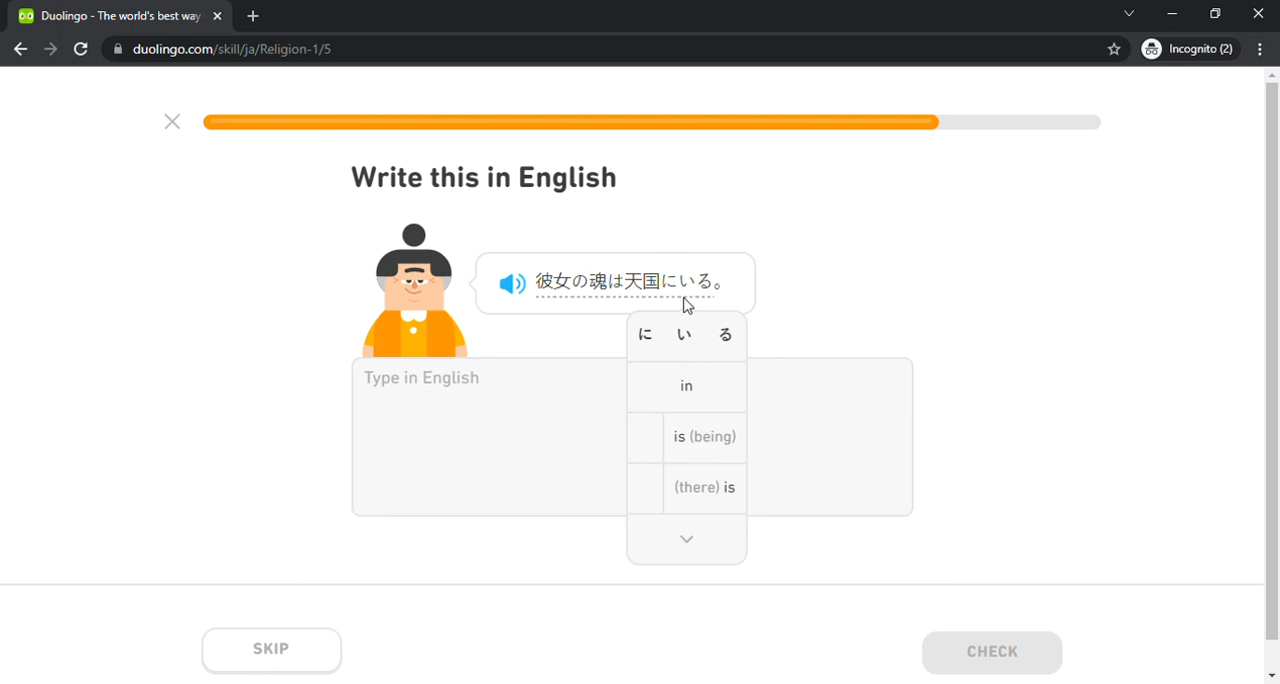 Duolingo - The world's best way
duolingo.com/skill/ja/Religion-1/5
Incognito (2)
Write this in English
彼女の魂は天国にいる。
に い る
in
is (being)
(there) is
Type in English
SKIP
CHECK